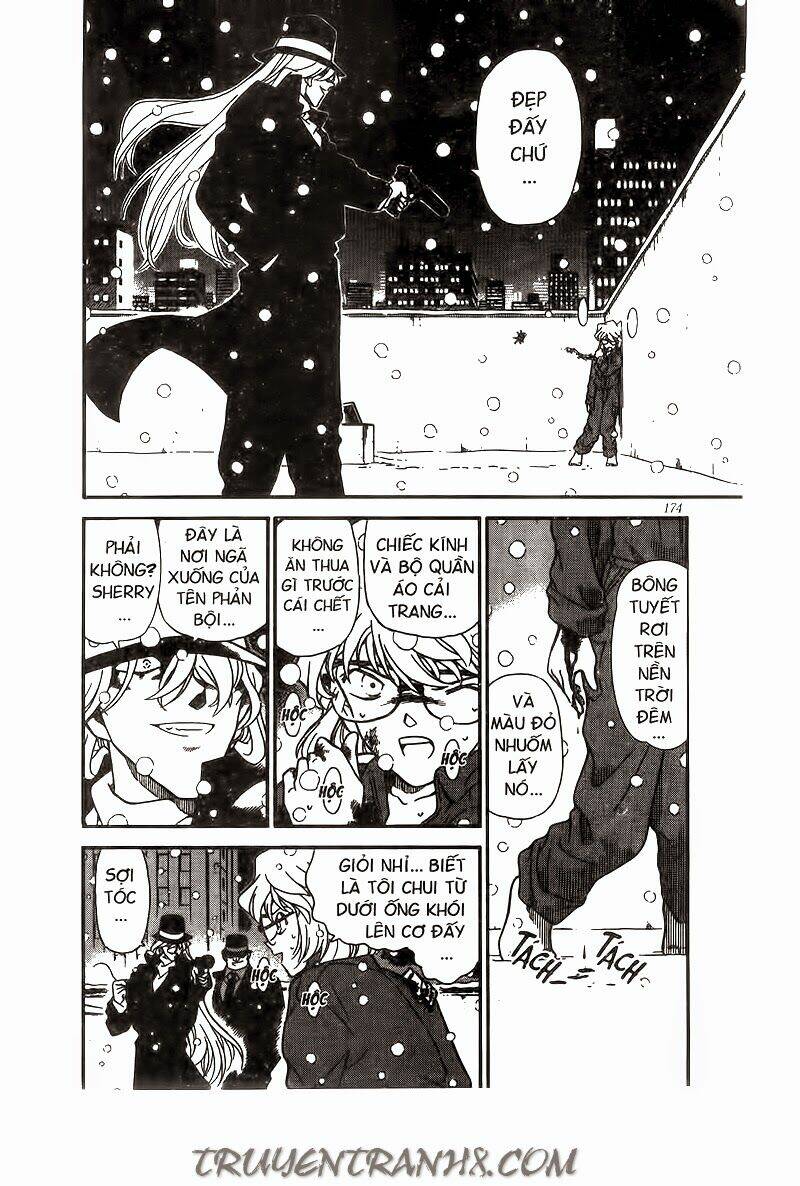 ĐẸP
ĐẤY
CHỨ
...
174
BÔNG
TUYẾT
RƠI
TRÊN
NỀN
TRỜI
ĐÊM
...
VÀ
MÀU ĐỎ
NHUỐM
LẤY
NÓ...
TÁCH
TÁCH
CHIẾC KÍNH
VÀ BỘ QUẦN
ÁO CẢI
TRANG...
KHÔNG
ĂN THUA
GÌ TRƯỚC
CÁI CHẾT
...
HỘC
HỘC
HỘC
ĐÂY LÀ
NƠI NGÃ
XUỐNG CỦA
TÊN PHẢN
BỘI...
PHẢI
KHÔNG?
SHERRY
...
GIỎI NHỈ... BIẾT
LÀ TÔI CHUI TỪ
DƯỚI ỐNG KHÓI
LÊN CƠ ĐẤY
...
HỘC
HỘC
SỢI
TÓC
...
TRUYENTRANH8.COM